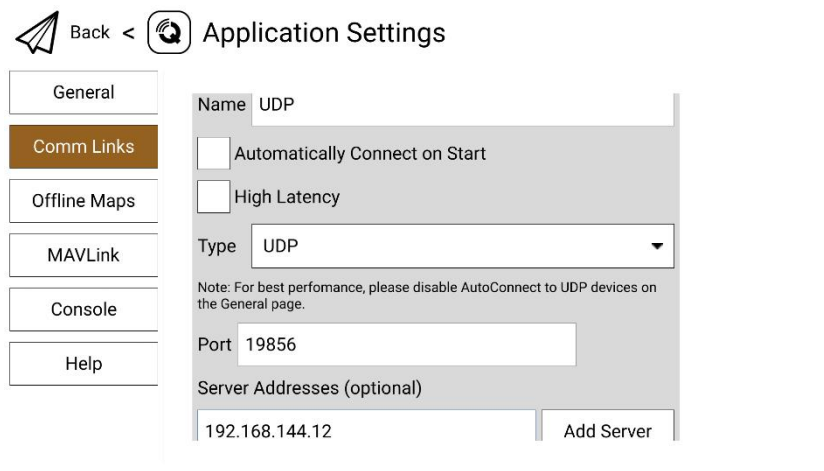 Back < Application Settings
General
Comm Links
Offline Maps
MAVLink
Console
Help
Name UDP
Automatically Connect on Start
High Latency
Type UDP
Note: For best perfomance, please disable AutoConnect to UDP devices on
the General page.
Port 19856
Server Addresses (optional)
192.168.144.12 Add Server